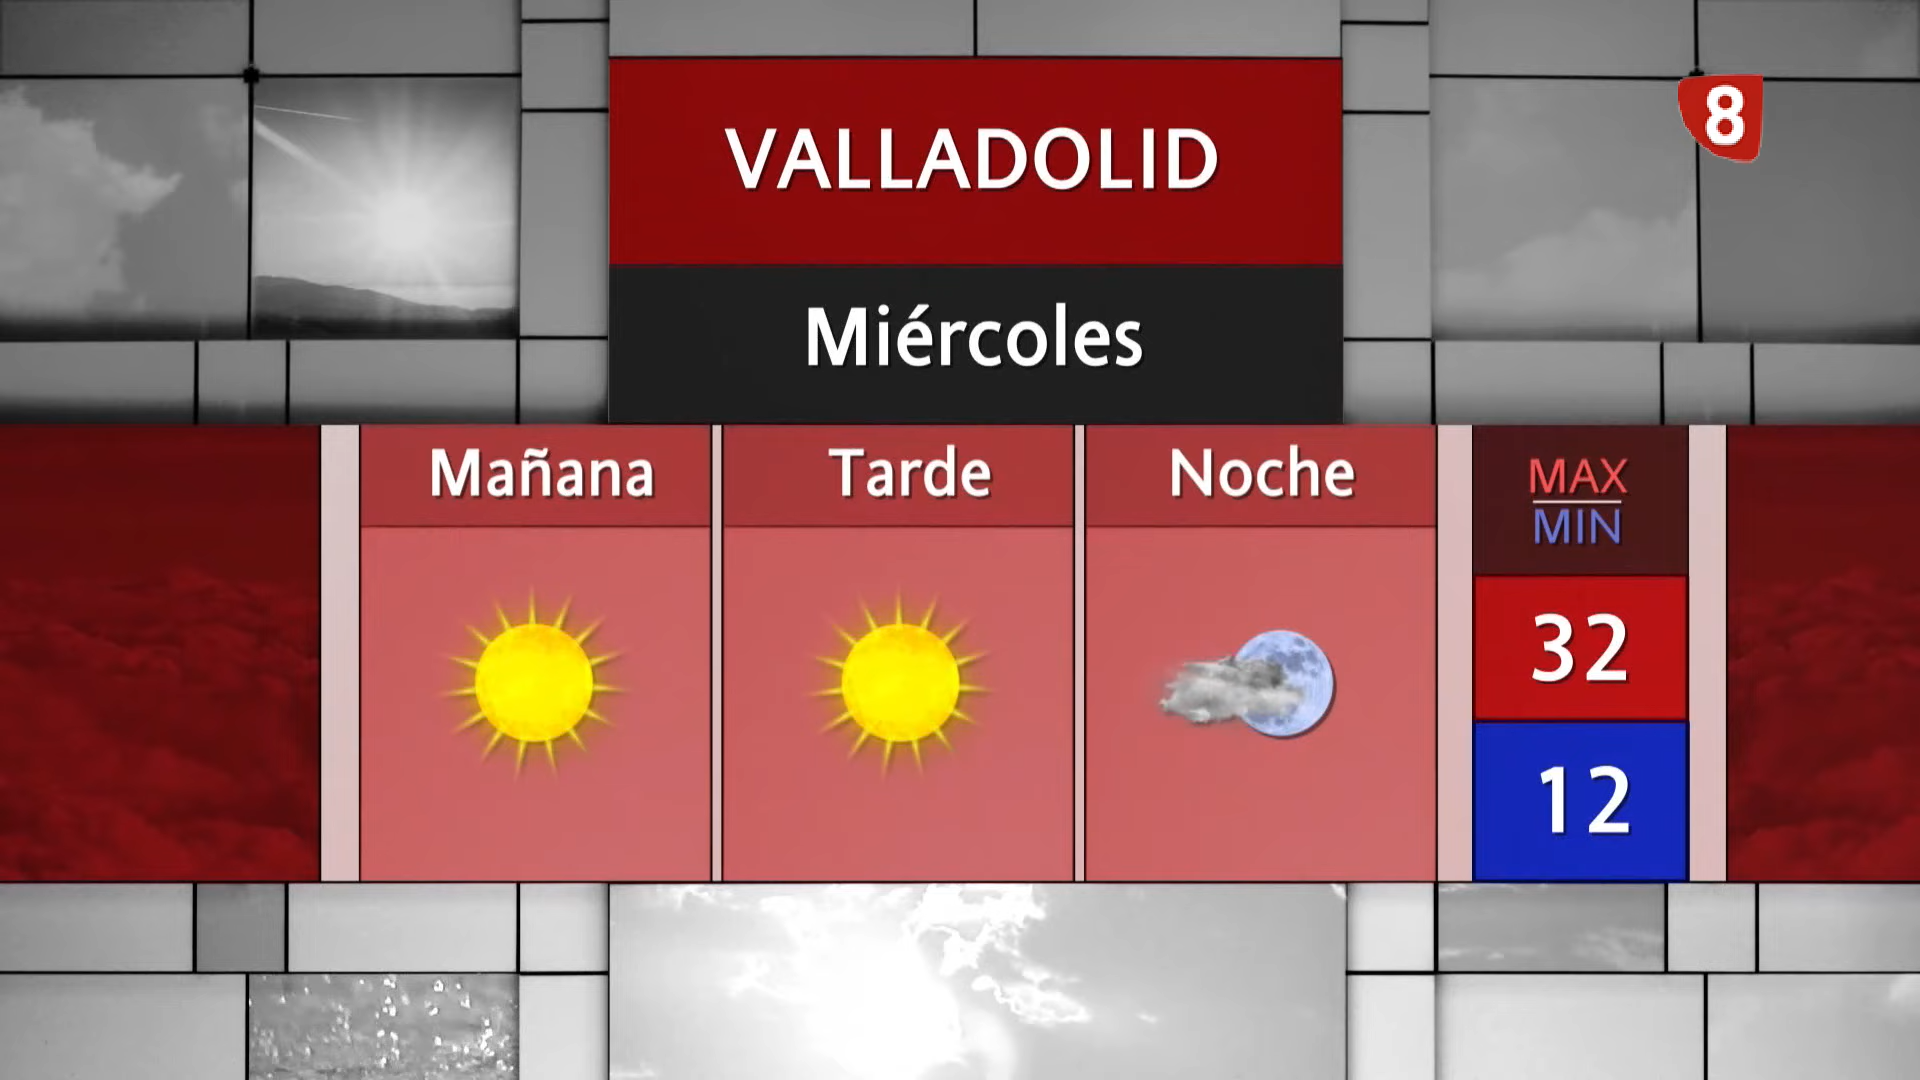 8
VALLADOLID
Miércoles
Mañana Tarde Noche MAX
MIN
32
12